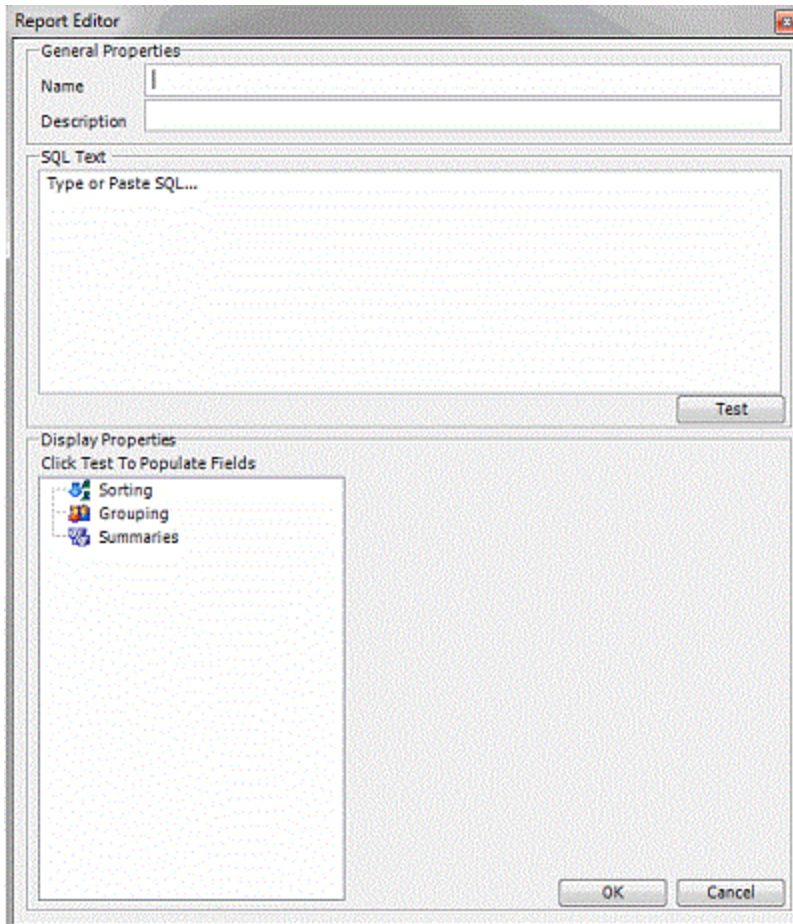 Report Editor
General Properties
Name
Description
SQL Text
Type or Paste SQL...
Test
Display Properties
Click Test To Populate Fields
Sorting
Grouping
Summaries
OK
Cancel